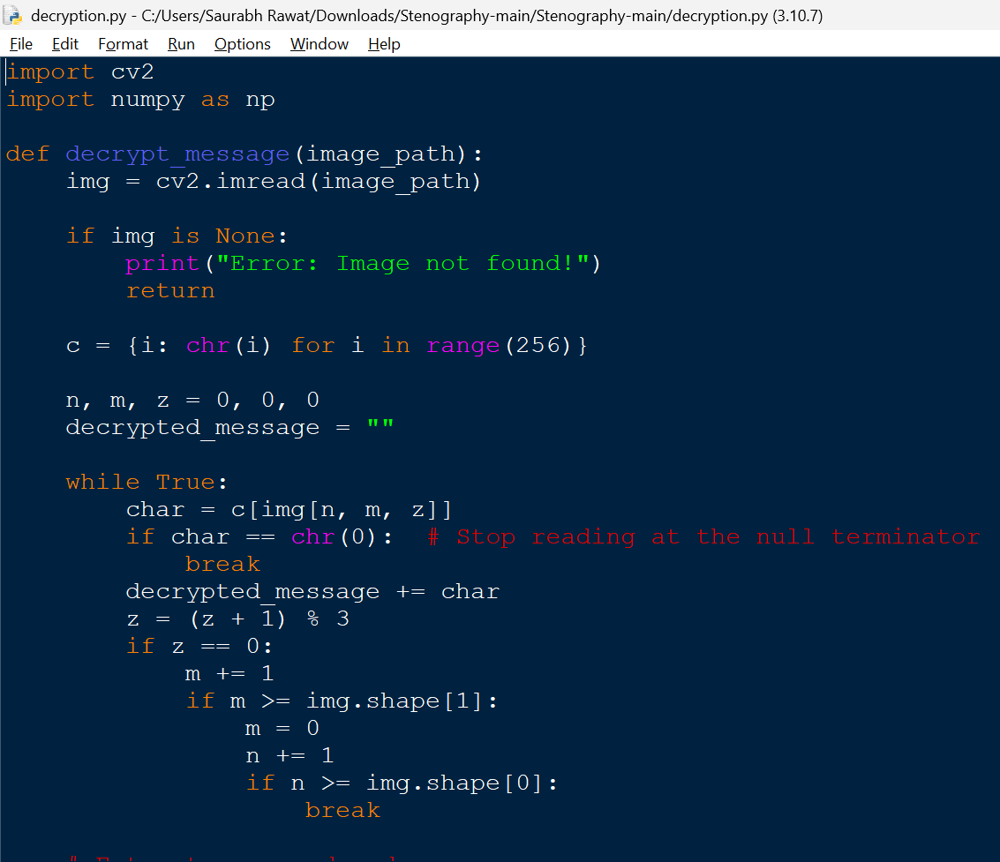 decryption.py - C:/Users/Saurabh Rawat/Downloads/Stenography-main/Stenography-main/decryption.py (3.10.7)
File Edit Format Run Options Window Help
import cv2
import numpy as np
def decrypt_message(image_path):
    img = cv2.imread(image_path)
    if img is None:
        print("Error: Image not found!")
        return
    c = {i: chr(i) for i in range(256)}
    n, m, z = 0, 0, 0
    decrypted_message = ""
    while True:
        char = c[img[n, m, z]]
        if char == chr(0):  # Stop reading at the null terminator
            break
        decrypted_message += char
        z = (z + 1) % 3
        if z == 0:
            m += 1
            if m >= img.shape[1]:
                m = 0
                n += 1
                if n >= img.shape[0]:
                    break